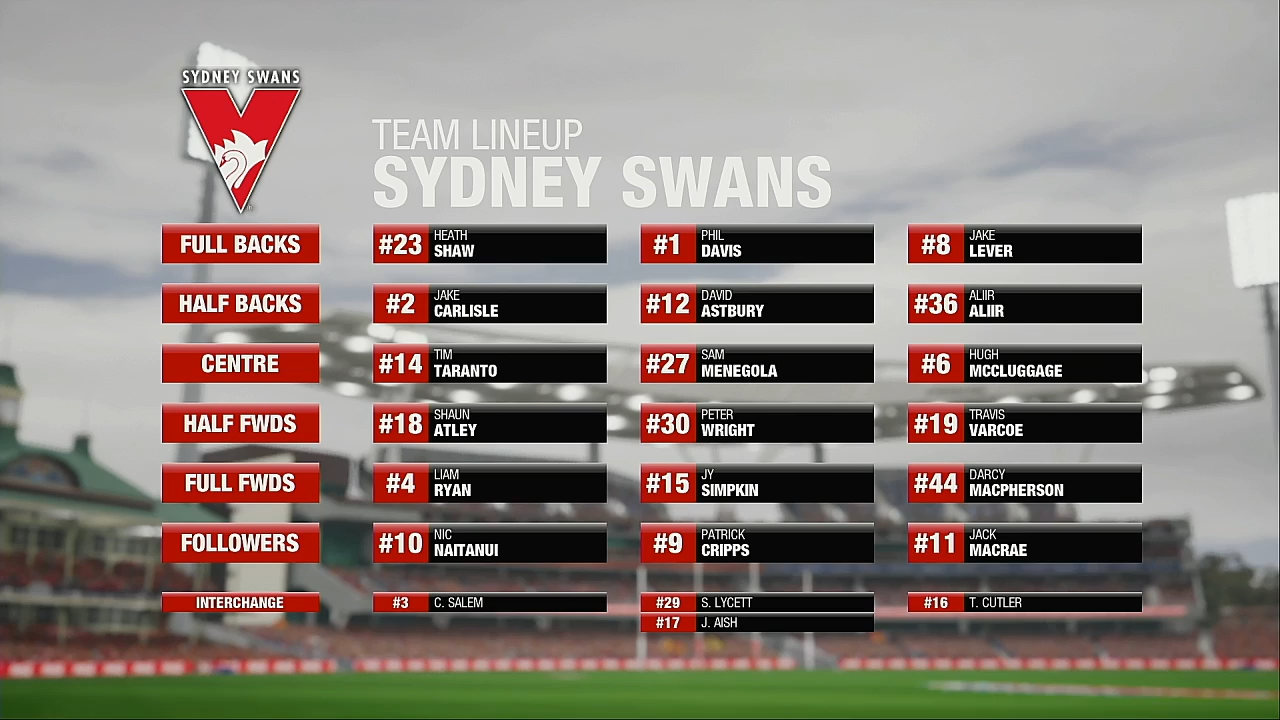 SYDNEY SWANS
TEAM LINEUP
SYDNEY SWANS
FULL BACKS #23 HEATH SHAW #1 PHIL DAVIS #8 JAKE LEVER
HALF BACKS #2 JAKE CARLISLE #12 DAVID ASTBURY #36 ALIIR ALIIR
CENTRE #14 TIM TARANTO #27 SAM MENEGOLA #6 HUGH MCCLUGGAGE
HALF FWDS #18 SHAUN ATLEY #30 PETER WRIGHT #19 TRAVIS VARCOE
FULL FWDS #4 LIAM RYAN #15 JY SIMPKIN #44 DARCY MACPHERSON
FOLLOWERS #10 NIC NAITANUI #9 PATRICK CRIPPS #11 JACK MACRAE
INTERCHANGE #3 C. SALEM #29 S. LYCETT #16 T. CUTLER
#17 J. AISH